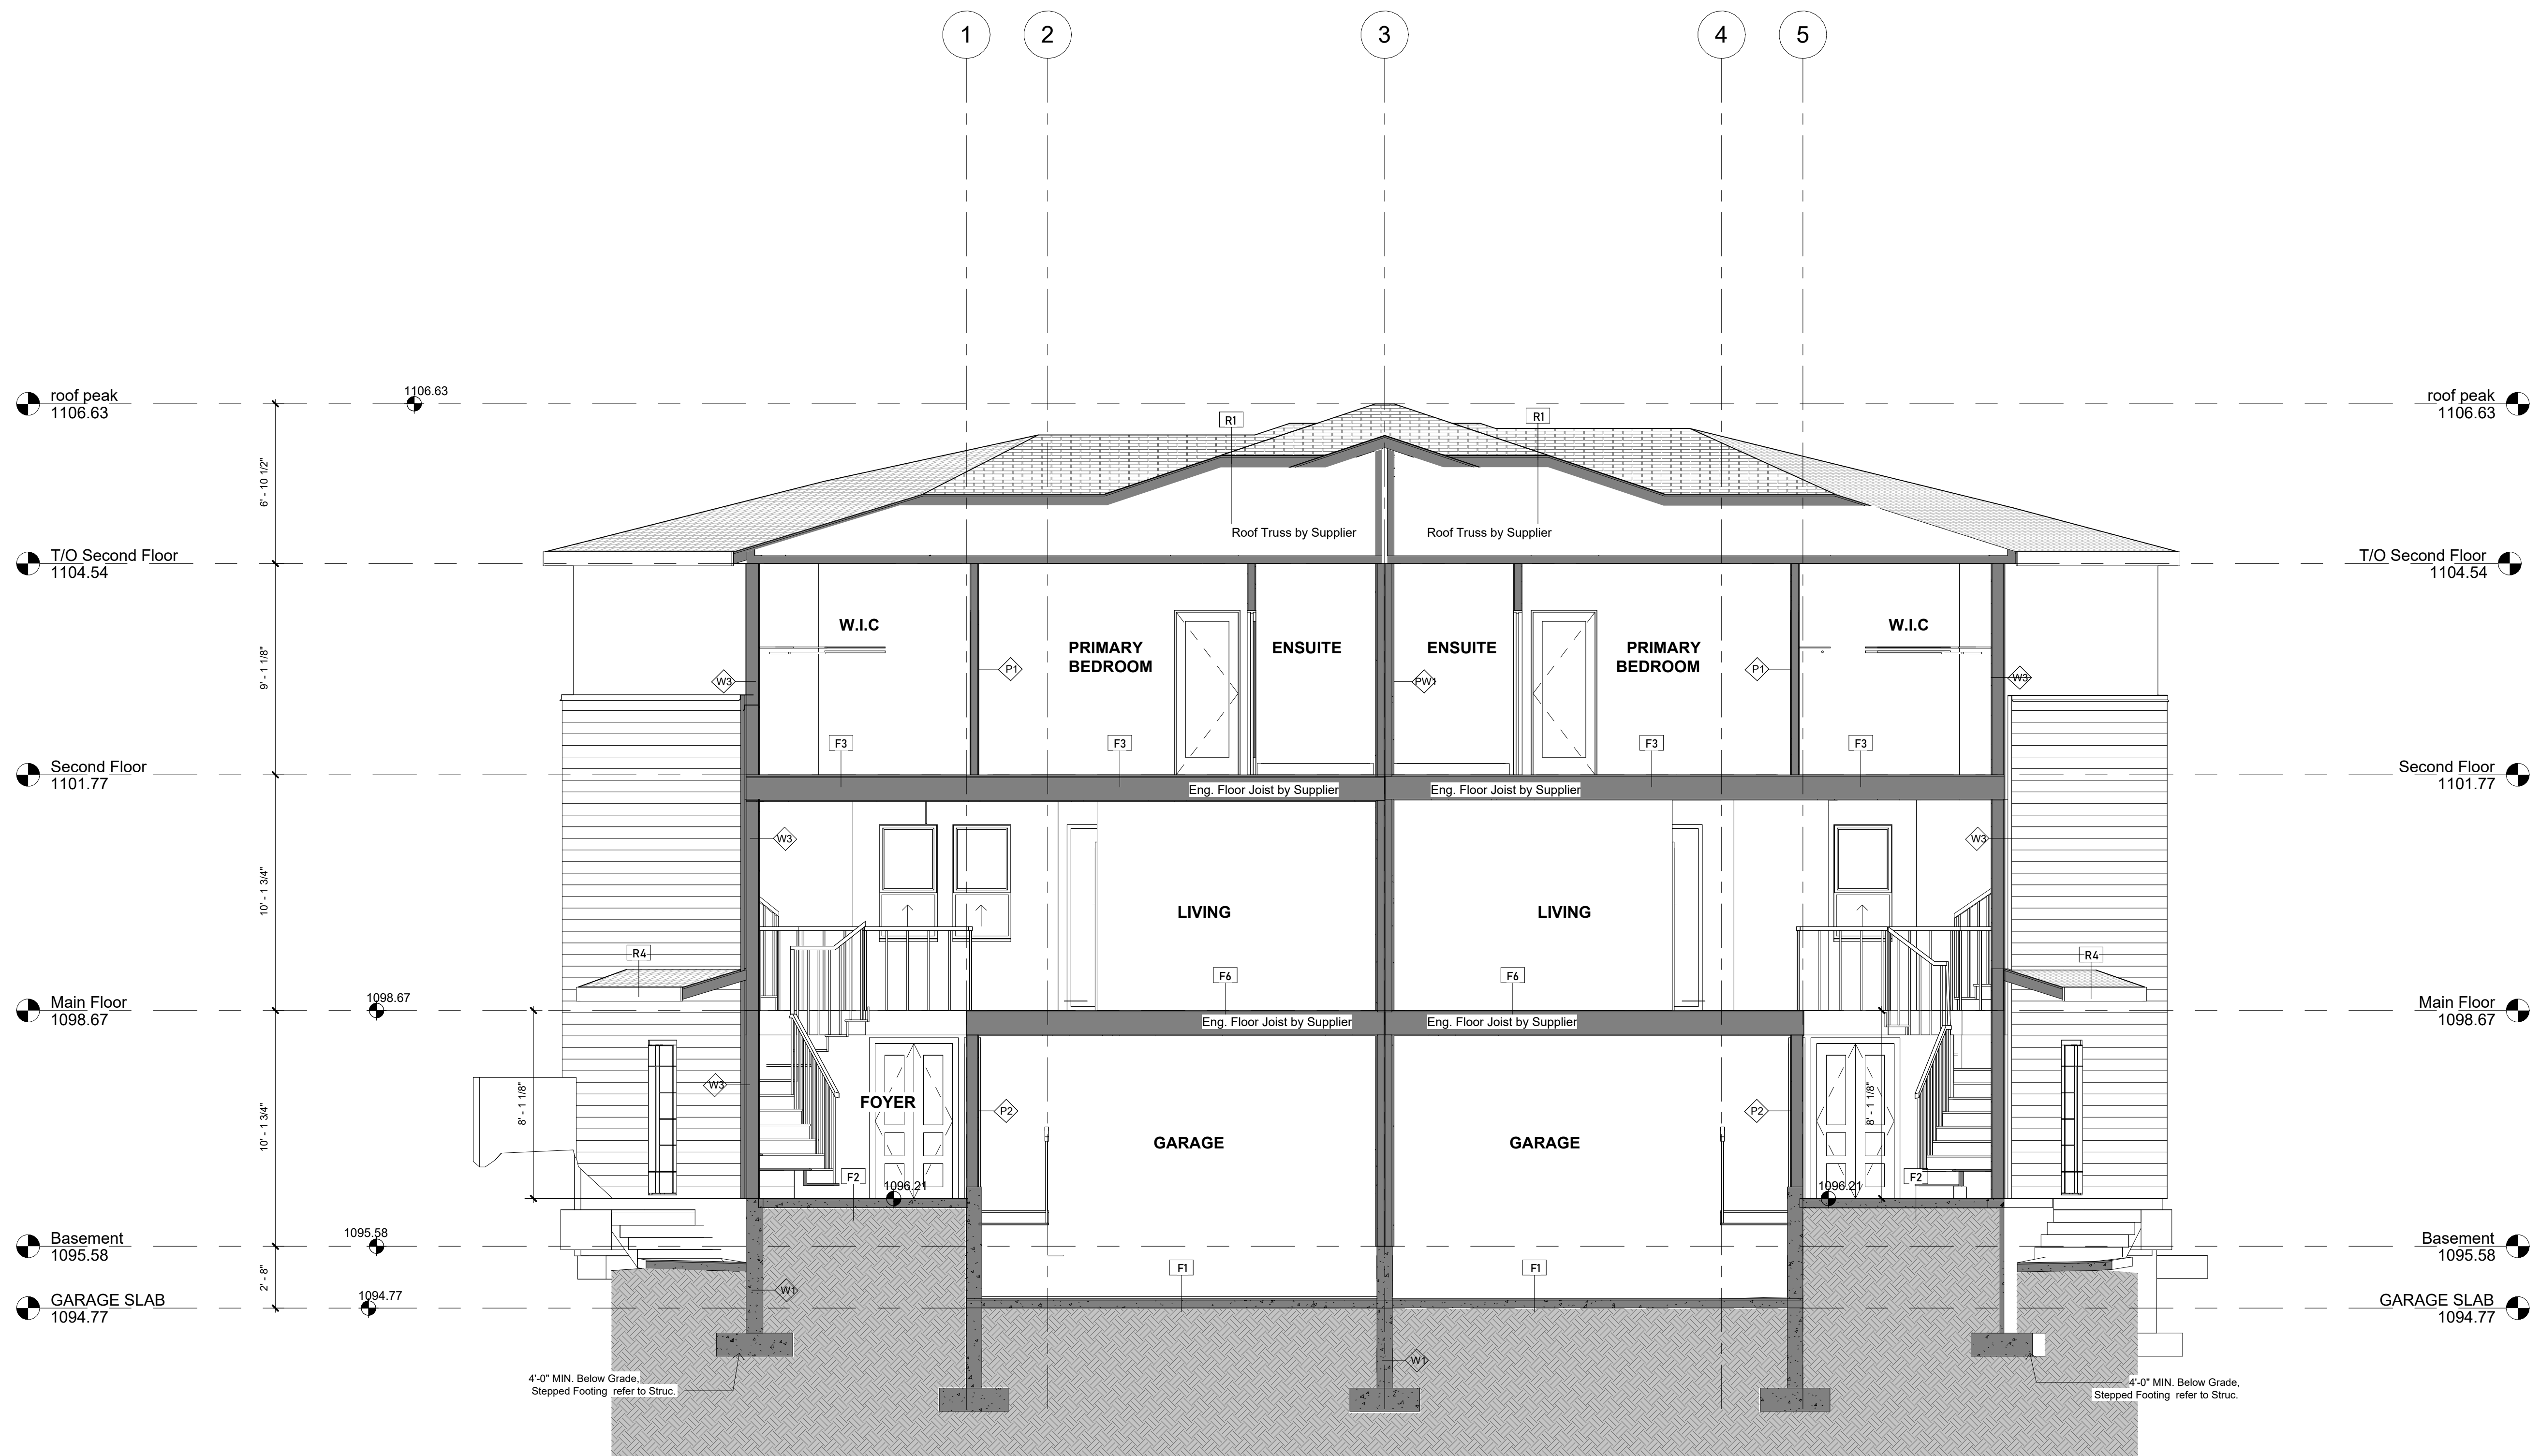 1
2
3
4
5
roof peak
1106.63
1106.63
roof peak
1106.63
R1
R1
6' - 10 1/2"
Roof Truss by Supplier
Roof Truss by Supplier
T/O Second Floor
1104.54
T/O Second Floor
1104.54
9' - 1 1/8"
W.I.C
PRIMARY
BEDROOM
ENSUITE
ENSUITE
PRIMARY
BEDROOM
W.I.C
W3
P1
PW1
P1
W3
F3
F3
F3
F3
Second Floor
1101.77
Second Floor
1101.77
Eng. Floor Joist by Supplier
Eng. Floor Joist by Supplier
W3
W3
10' - 1 3/4"
LIVING
LIVING
R4
F6
F6
R4
Main Floor
1098.67
1098.67
Main Floor
1098.67
Eng. Floor Joist by Supplier
Eng. Floor Joist by Supplier
W3
10' - 1 3/4"
8' - 1 1/8"
FOYER
P2
P2
8' - 1 1/8"
GARAGE
GARAGE
F2
1096.21
1096.21
F2
Basement
1095.58
1095.58
Basement
1095.58
2' - 8"
F1
F1
W1
GARAGE SLAB
1094.77
1094.77
GARAGE SLAB
1094.77
W1
4'-0" MIN. Below Grade,
Stepped Footing refer to Struc.
4'-0" MIN. Below Grade,
Stepped Footing refer to Struc.